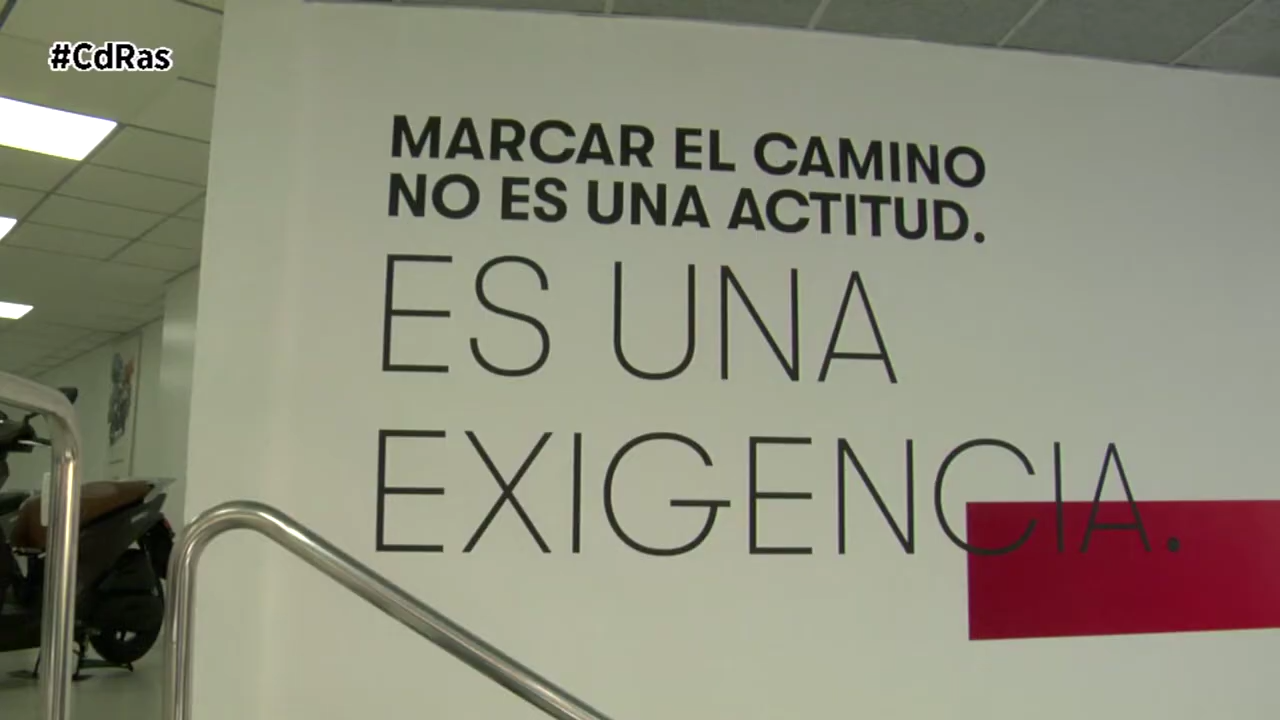 #CdRas
MARCAR EL CAMINO
NO ES UNA ACTITUD.
ES UNA
EXIGENCIA.